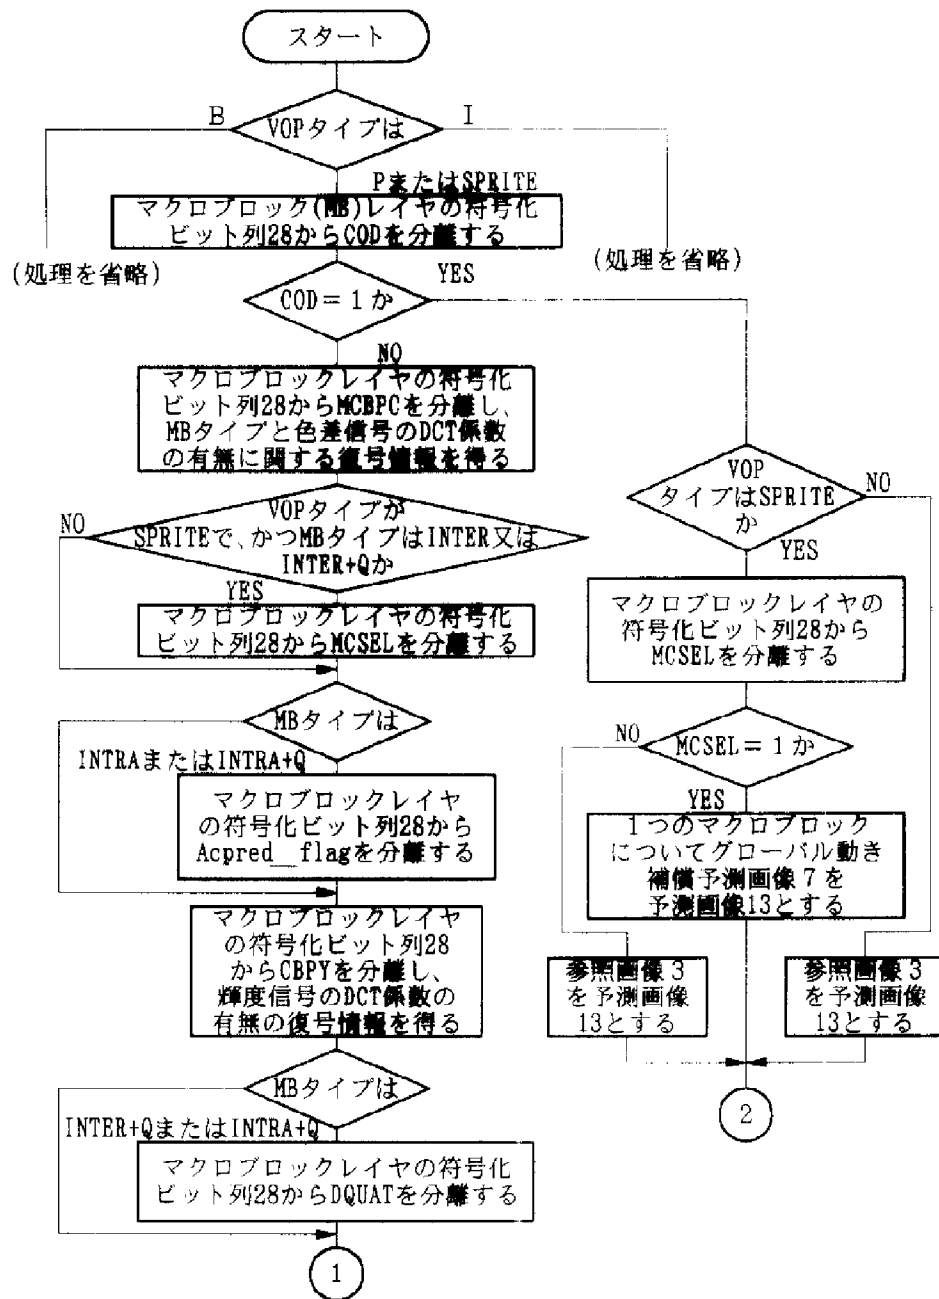 スタート
B
VOPタイプは
I
PまたはSPRITE
マクロブロック(MB)レイヤの符号化
ビット列28からCODを分離する
(処理を省略)
(処理を省略)
YES
COD=1か
NO
マクロブロックレイヤの符号化
ビット列28からMCBPCを分離し、
MBタイプと色差信号のDCT係数
の有無に関する復号情報を得る
NO
VOPタイプが
SPRITEで、かつMBタイプはINTER又は
INTER+Qか
YES
マクロブロックレイヤの符号化
ビット列28からMCSELを分離する
MBタイプは
INTRAまたはINTRA+Q
マクロブロックレイヤ
の符号化ビット列28から
Acpred__flagを分離する
マクロブロックレイヤ
の符号化ビット列28
からCBPYを分離し、
輝度信号のDCT係数の
有無の復号情報を得る
MBタイプは
INTER+QまたはINTRA+Q
マクロブロックレイヤの符号化
ビット列28からDQUATを分離する
1
VOP
タイプはSPRITE
か
NO
YES
マクロブロックレイヤの
符号化ビット列28から
MCSELを分離する
NO
MCSEL=1か
YES
1つのマクロブロック
についてグローバル動き
補償予測画像7を
予測画像13とする
参照画像3
を予測画像
13とする
参照画像3
を予測画像
13とする
2